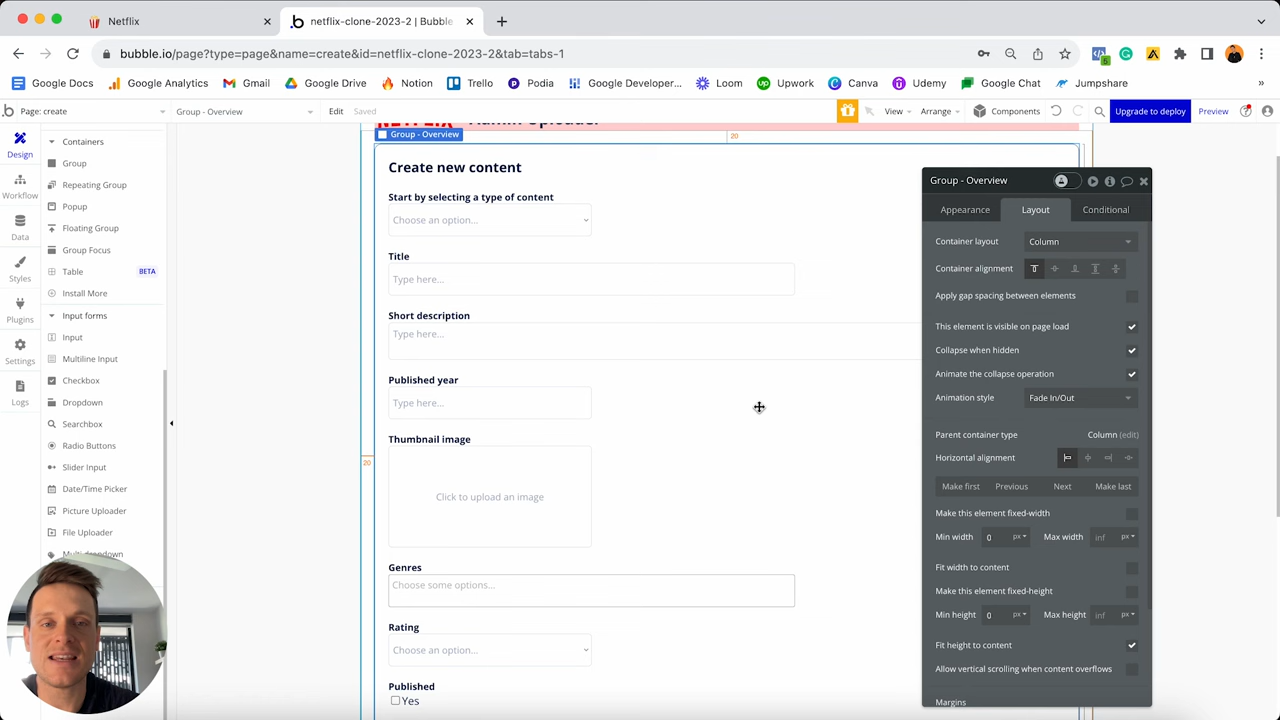 Netflix
netflix-clone-2023-2 | Bubble
bubble.io/page?type=page&name=create&id=netflix-clone-2023-2&tab=tabs-1
Google Docs
Google Analytics
Gmail
Google Drive
Fiverr
Notion
Trello
Podia
Google Developer...
Loom
Upwork
Canva
Udemy
Google Chat
Jumpshare
»
Page: create
Group - Overview
Edit
Saved
View
Arrange
Components
Upgrade to deploy
Preview
Design
Workflow
Data
Styles
Plugins
Settings
Logs
Containers
Group
Repeating Group
Popup
Floating Group
Group Focus
Table BETA
Install More
Input forms
Input
Multiline Input
Checkbox
Dropdown
Searchbox
Radio Buttons
Slider Input
Date/Time Picker
Picture Uploader
File Uploader
Multi dropdown
NETFLIX
Group - Overview
20
20
Create new content
Start by selecting a type of content
Choose an option...
Title
Type here...
Short description
Type here...
Published year
Type here...
Thumbnail image
Click to upload an image
Genres
Choose some options...
Rating
Choose an option...
Published
Yes
Group - Overview
Appearance
Layout
Conditional
Container layout Column
Container alignment
Apply gap spacing between elements
This element is visible on page load
Collapse when hidden
Animate the collapse operation
Animation style Fade In/Out
Parent container type Column (edit)
Horizontal alignment
Make first Previous Next Make last
Make this element fixed-width
Min width 0 px Max width inf px
Fit width to content
Make this element fixed-height
Min height 0 px Max height inf px
Fit height to content
Allow vertical scrolling when content overflows
Margins